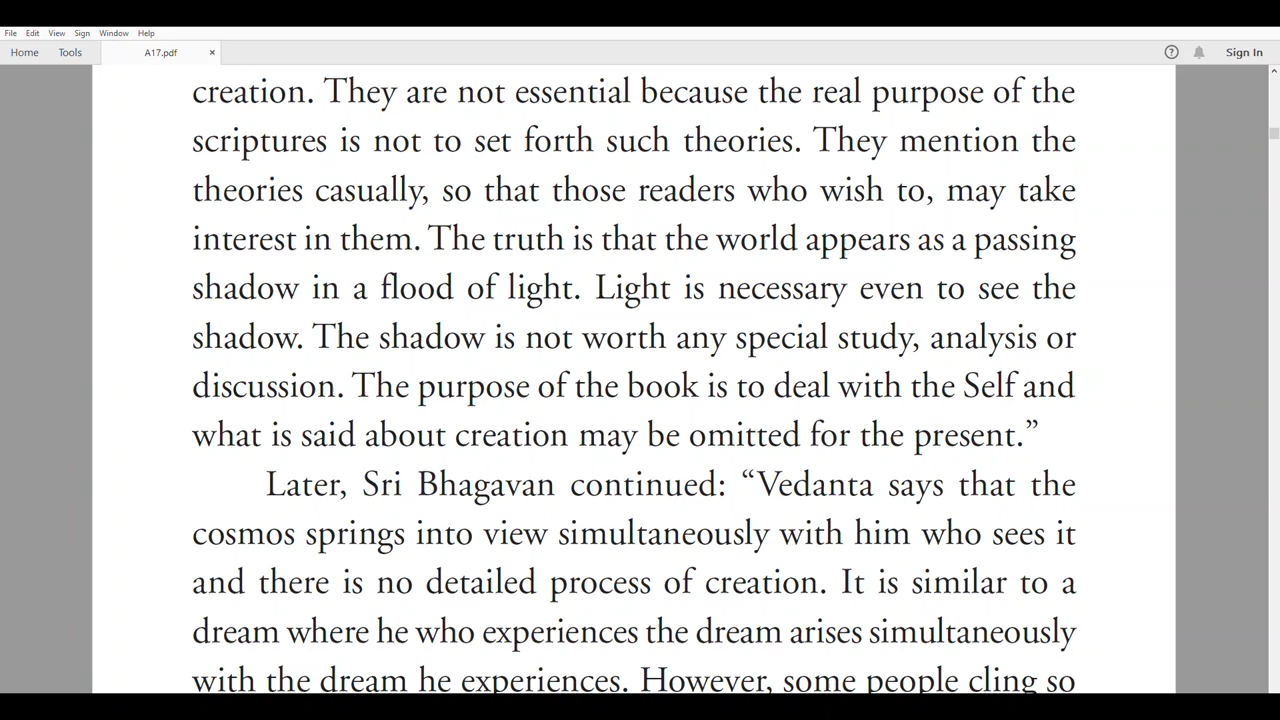 File Edit View Sign Window Help
Home Tools A17.pdf × ? Sign In
creation. They are not essential because the real purpose of the
scriptures is not to set forth such theories. They mention the
theories casually, so that those readers who wish to, may take
interest in them. The truth is that the world appears as a passing
shadow in a flood of light. Light is necessary even to see the
shadow. The shadow is not worth any special study, analysis or
discussion. The purpose of the book is to deal with the Self and
what is said about creation may be omitted for the present.”
Later, Sri Bhagavan continued: “Vedanta says that the
cosmos springs into view simultaneously with him who sees it
and there is no detailed process of creation. It is similar to a
dream where he who experiences the dream arises simultaneously
with the dream he experiences. However, some people cling so